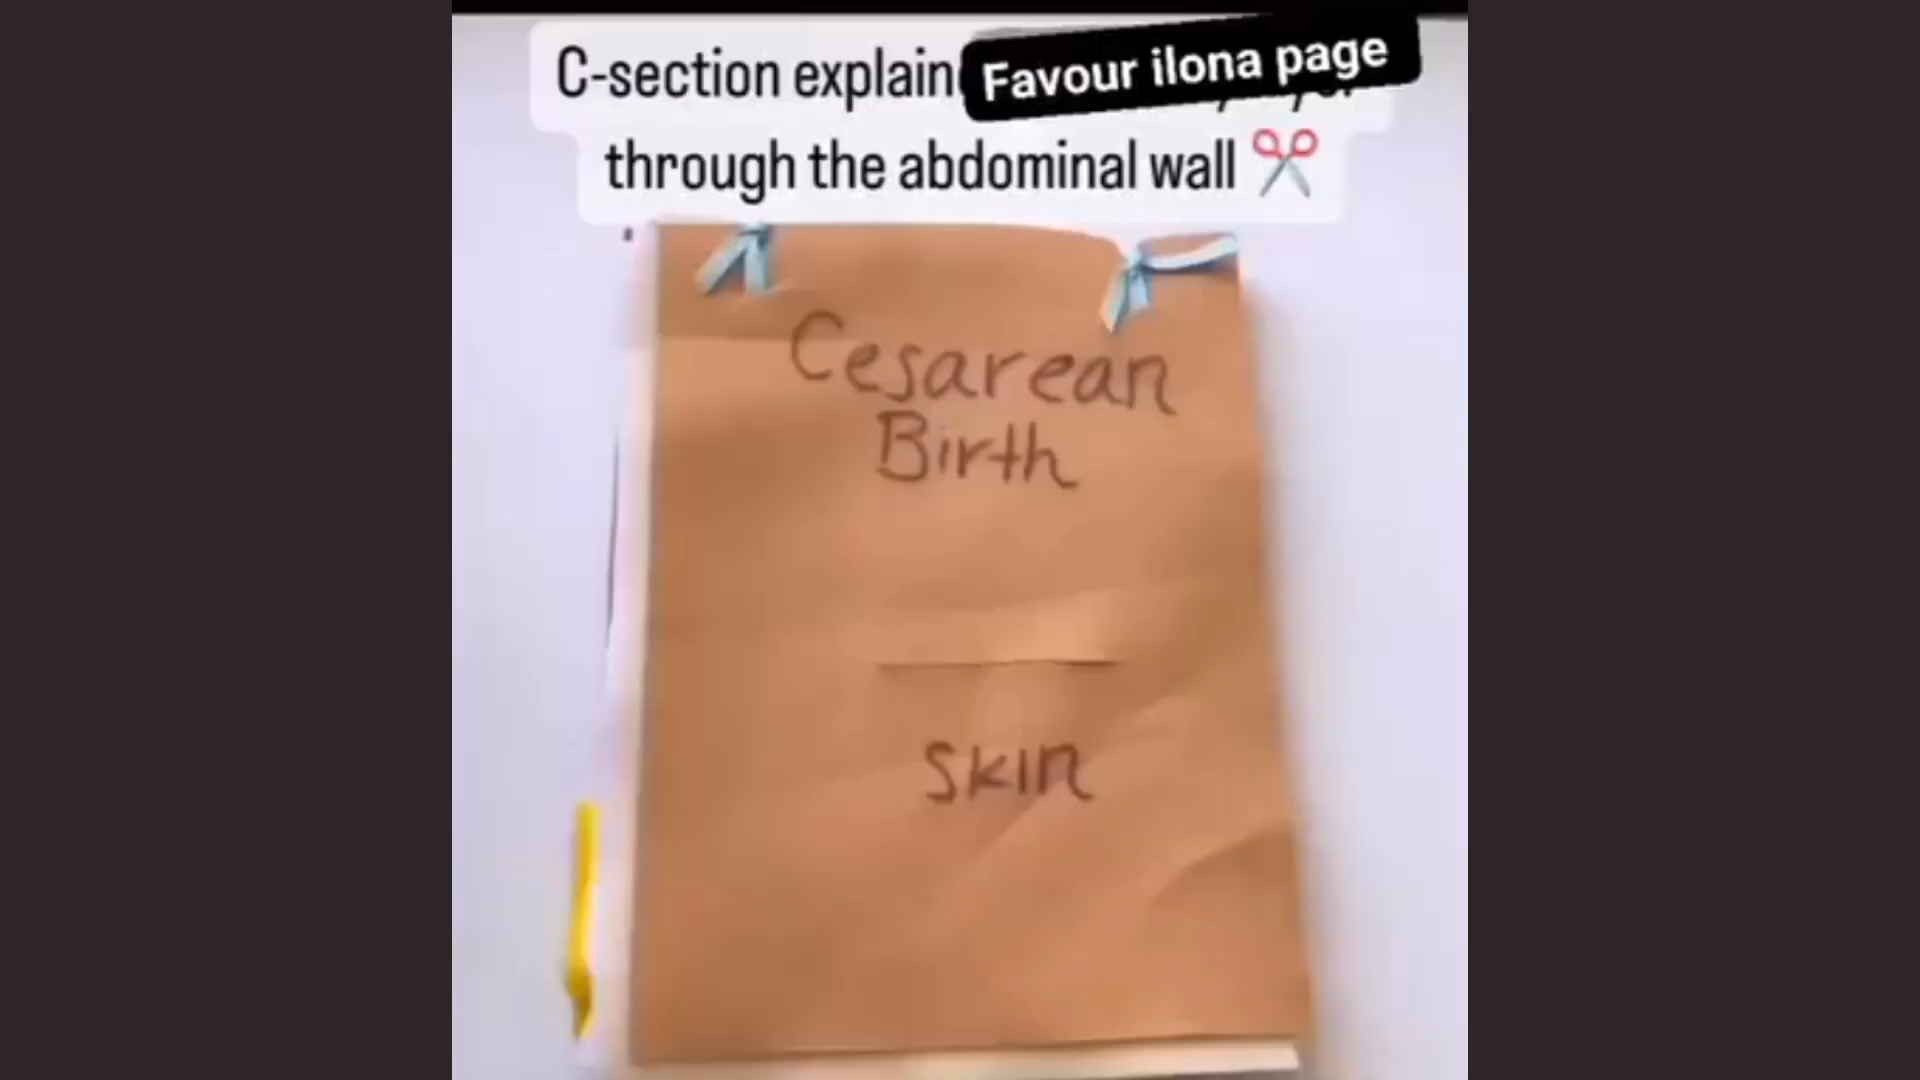 C-section explain
Favour ilona page
through the abdominal wall ✂️
Cesarean
Birth
Skin